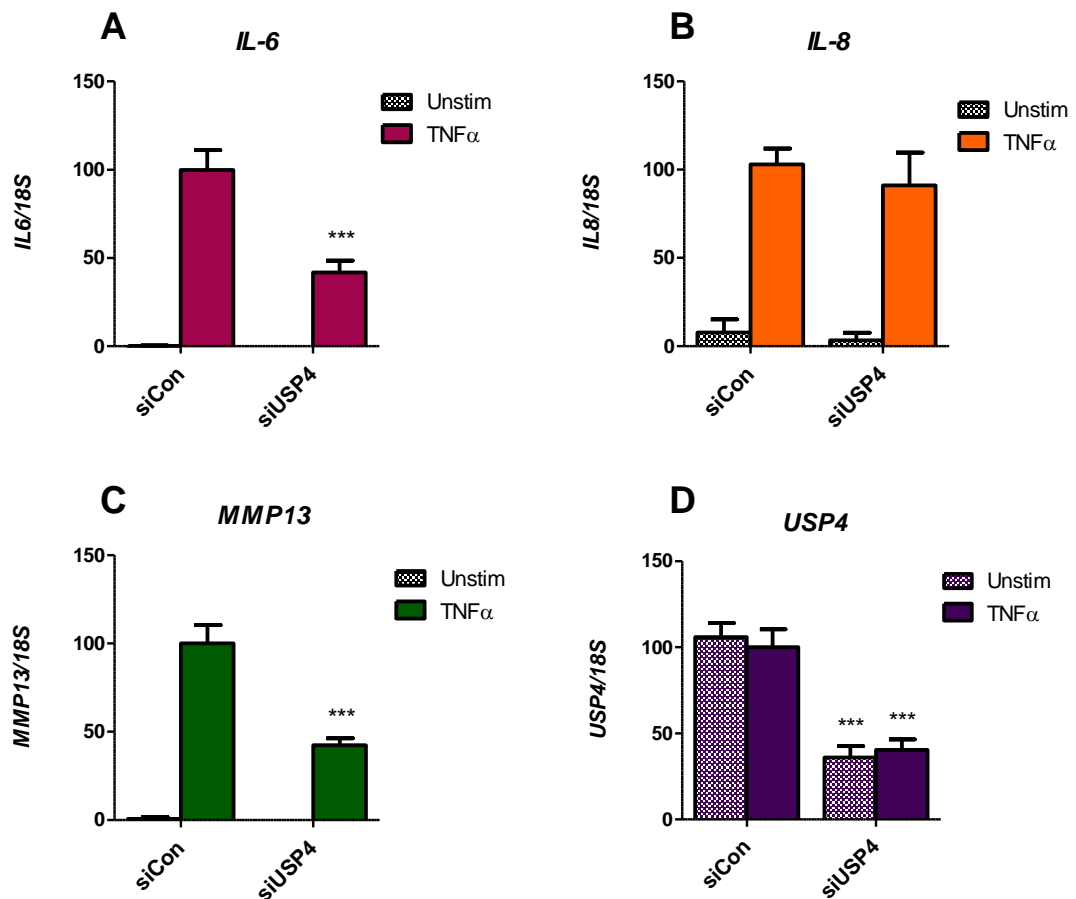 A
IL-6
150
100
50
0
IL6/18S
***
siCon
siUSP4
Unstim
TNFα
B
IL-8
150
100
50
0
IL8/18S
siCon
siUSP4
Unstim
TNFα
C
MMP13
150
100
50
0
MMP13/18S
***
siCon
siUSP4
Unstim
TNFα
D
USP4
150
100
50
0
USP4/18S
*** ***
siCon
siUSP4
Unstim
TNFα